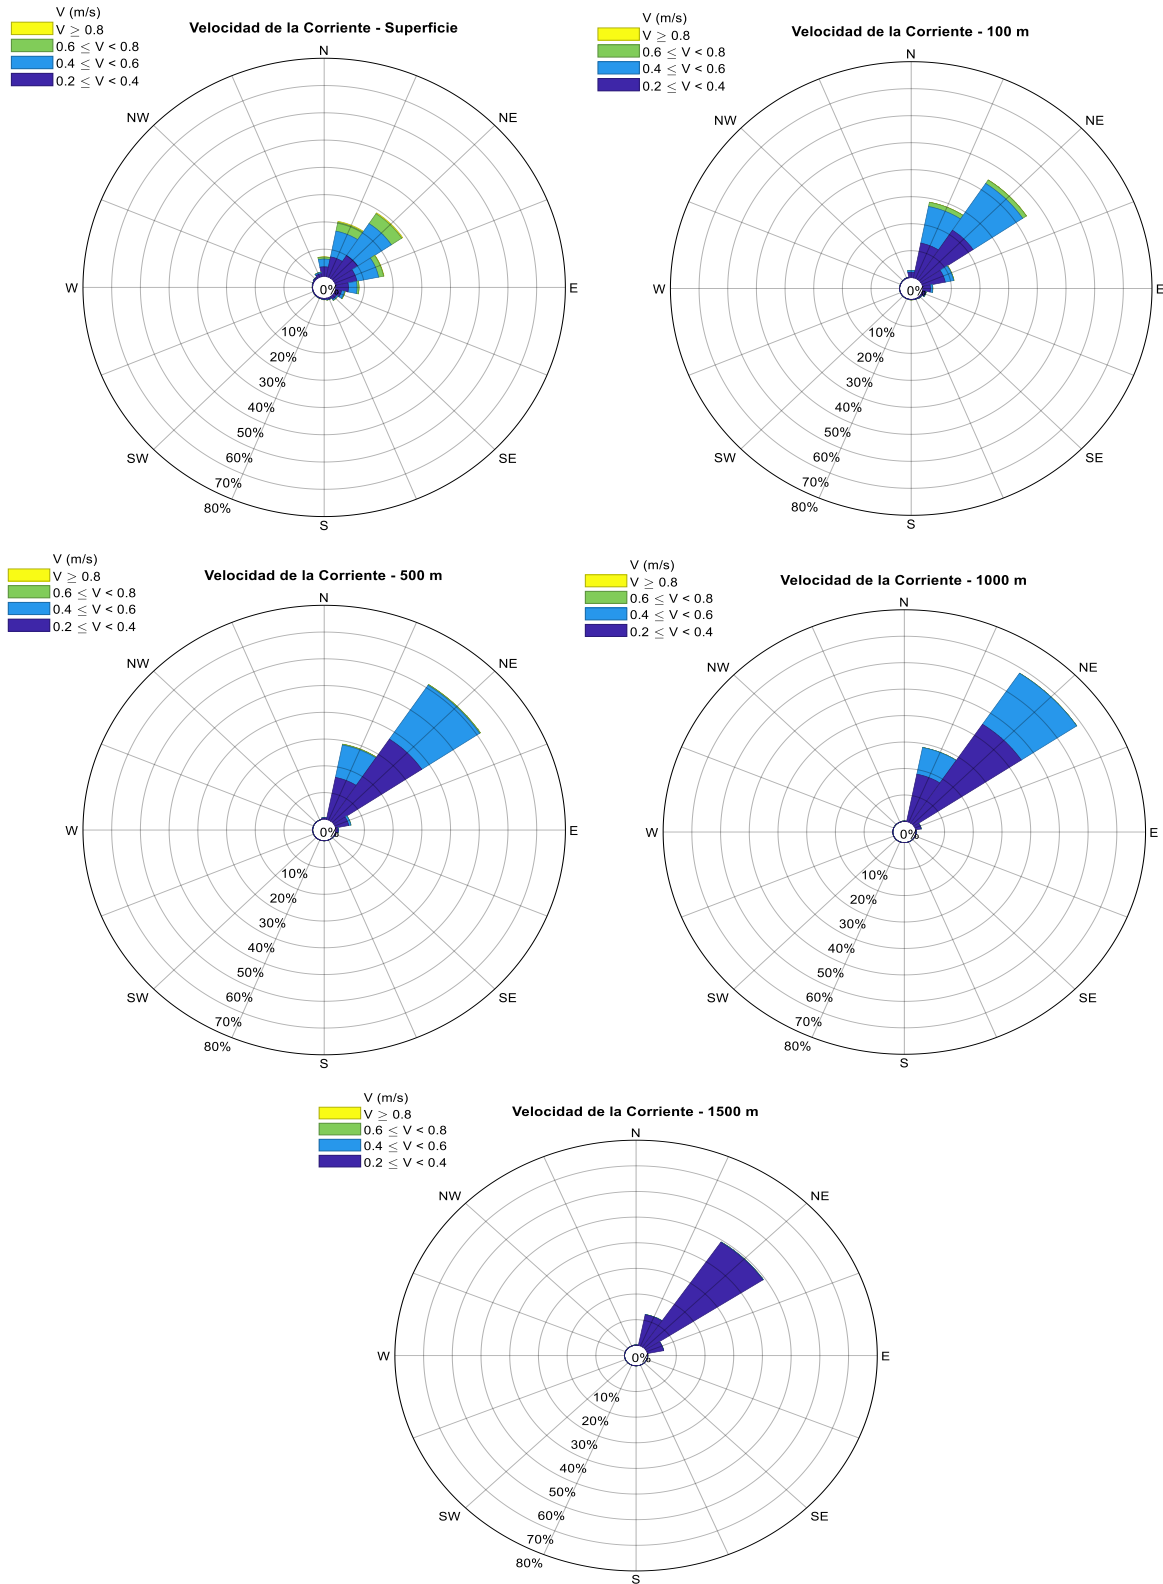 V (m/s)
V ≥ 0.8
0.6 ≤ V < 0.8
0.4 ≤ V < 0.6
0.2 ≤ V < 0.4
Velocidad de la Corriente - Superficie
N
NW
NE
W
0%
E
10%
20%
30%
40%
50%
60%
70%
80%
SW
SE
S
V (m/s)
V ≥ 0.8
0.6 ≤ V < 0.8
0.4 ≤ V < 0.6
0.2 ≤ V < 0.4
Velocidad de la Corriente - 100 m
N
NW
NE
W
0%
E
10%
20%
30%
40%
50%
60%
70%
80%
SW
SE
S
V (m/s)
V ≥ 0.8
0.6 ≤ V < 0.8
0.4 ≤ V < 0.6
0.2 ≤ V < 0.4
Velocidad de la Corriente - 500 m
N
NW
NE
W
0%
E
10%
20%
30%
40%
50%
60%
70%
80%
SW
SE
S
V (m/s)
V ≥ 0.8
0.6 ≤ V < 0.8
0.4 ≤ V < 0.6
0.2 ≤ V < 0.4
Velocidad de la Corriente - 1000 m
N
NW
NE
W
0%
E
10%
20%
30%
40%
50%
60%
70%
80%
SW
SE
S
V (m/s)
V ≥ 0.8
0.6 ≤ V < 0.8
0.4 ≤ V < 0.6
0.2 ≤ V < 0.4
Velocidad de la Corriente - 1500 m
N
NW
NE
W
0%
E
10%
20%
30%
40%
50%
60%
70%
80%
SW
SE
S